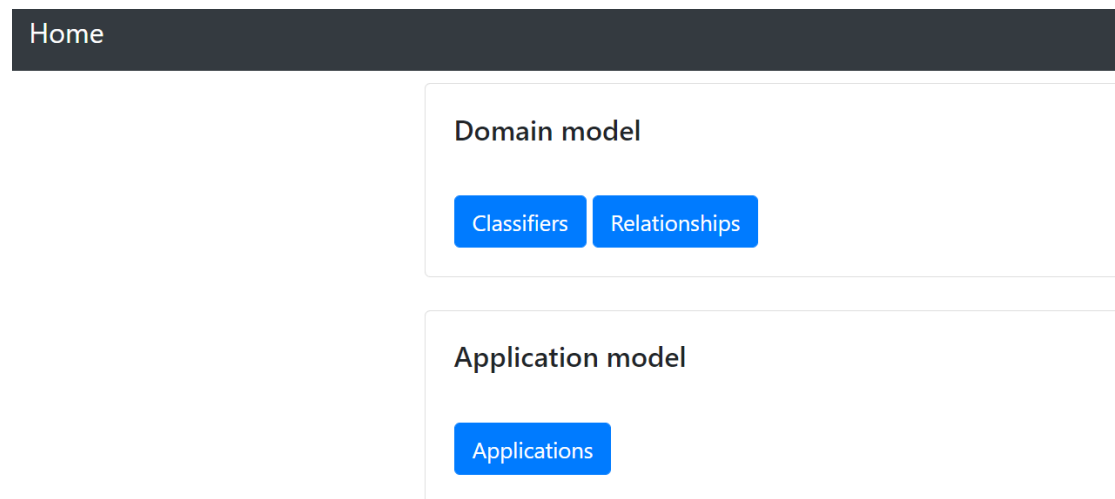 Home
Domain model
Classifiers Relationships
Application model
Applications